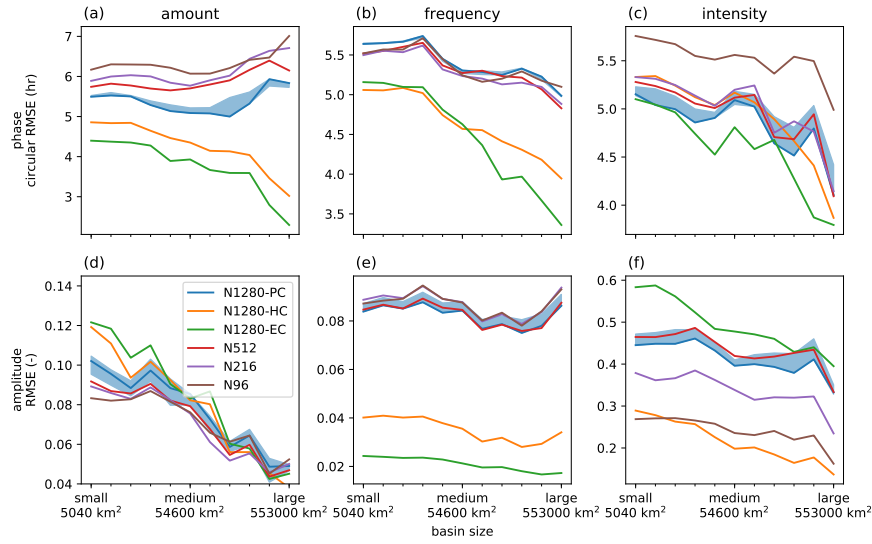 (a) amount
(b) frequency
(c) intensity
phase
circular RMSE (hr)
7
6
5
4
3
5.5
5.0
4.5
4.0
3.5
5.5
5.0
4.5
4.0
(d)
(e)
(f)
amplitude
RMSE (-)
0.14
0.12
0.10
0.08
0.06
0.04
N1280-PC
N1280-HC
N1280-EC
N512
N216
N96
0.08
0.06
0.04
0.02
0.6
0.5
0.4
0.3
0.2
small medium large
5040 km² 54600 km² 553000 km²
small medium large
5040 km² 54600 km² 553000 km²
small medium large
5040 km² 54600 km² 553000 km²
basin size